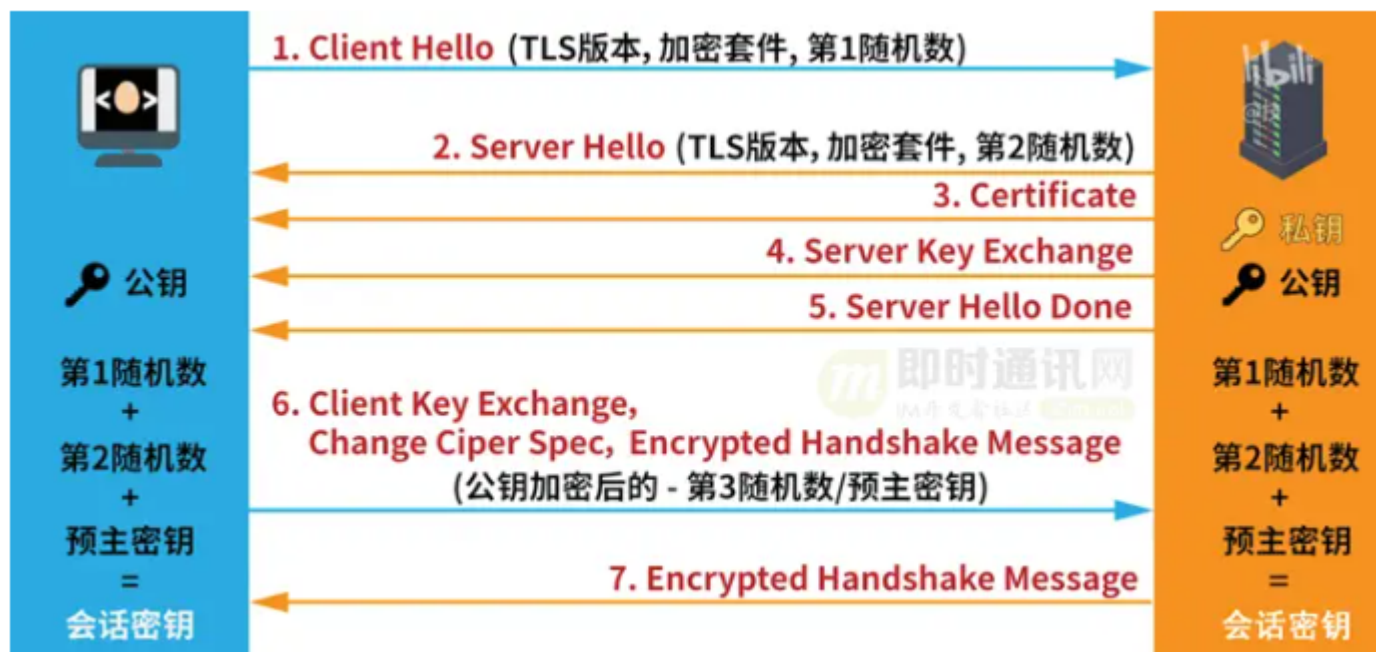 1. Client Hello (TLS版本, 加密套件, 第1随机数)
2. Server Hello (TLS版本, 加密套件, 第2随机数)
3. Certificate
私钥
4. Server Key Exchange
公钥
公钥
5. Server Hello Done
即时通讯网
第1随机数
+
第2随机数
+
预主密钥
=
会话密钥
6. Client Key Exchange,
Change Ciper Spec, Encrypted Handshake Message
(公钥加密后的 - 第3随机数/预主密钥)
7. Encrypted Handshake Message
第1随机数
+
第2随机数
+
预主密钥
=
会话密钥